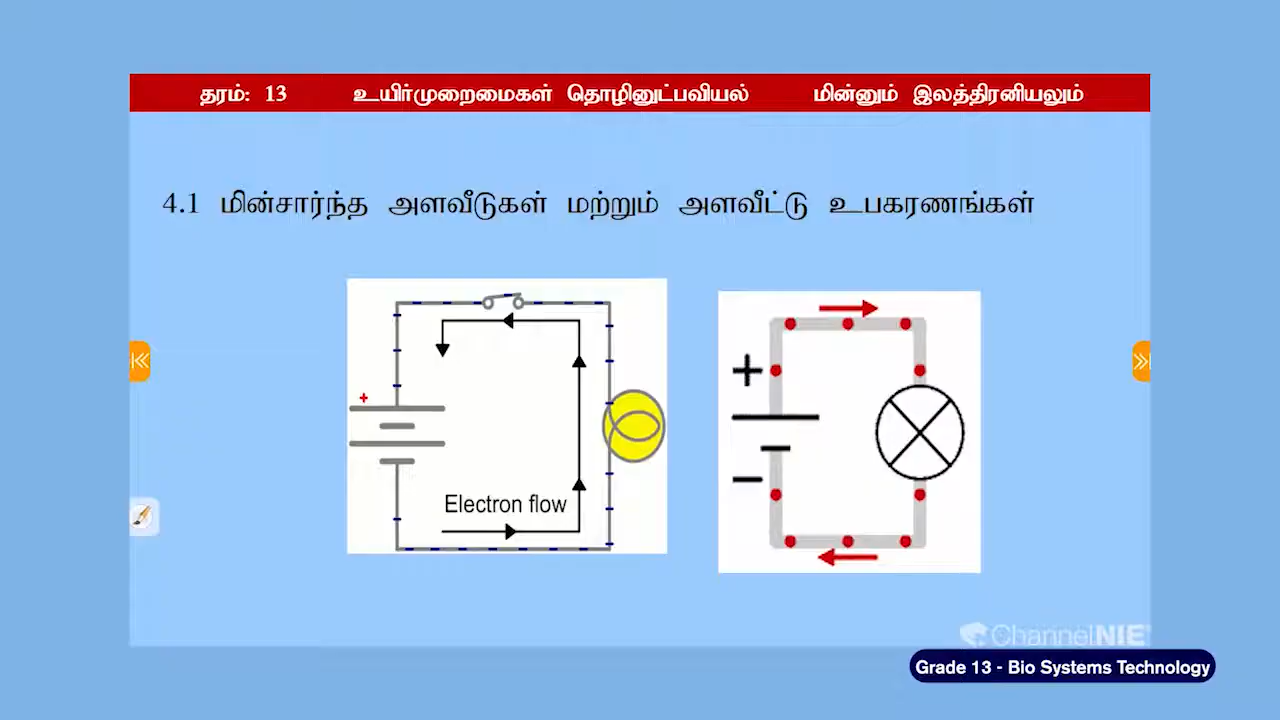 தரம்: 13 உயிர்முறைமைகள் தொழினுட்பவியல் மின்னும் இலத்திரனியலும்
4.1 மின்சார்ந்த அளவீடுகள் மற்றும் அளவீட்டு உபகரணங்கள்
+
Electron flow
+
−
ChannelNIE
Grade 13 - Bio Systems Technology